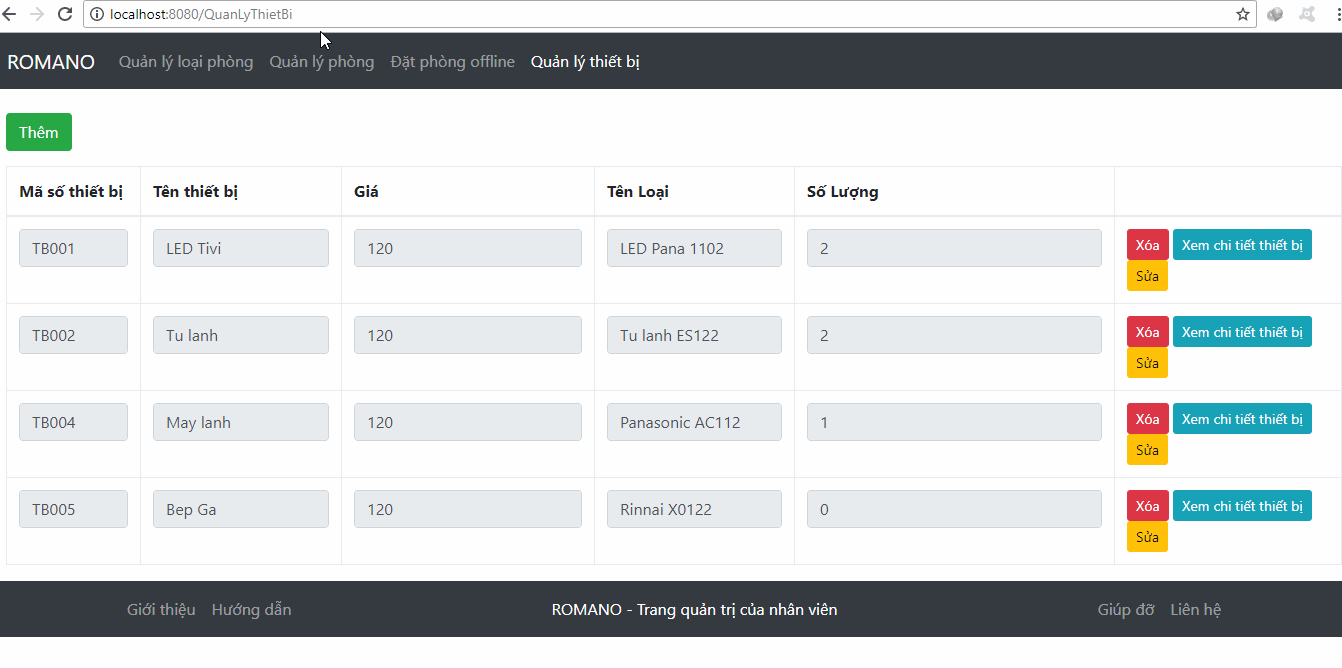 localhost:8080/QuanLyThietBi
ROMANO Quản lý loại phòng Quản lý phòng Đặt phòng offline Quản lý thiết bị
Thêm
Mã số thiết bị Tên thiết bị Giá Tên Loại Số Lượng
TB001 LED Tivi 120 LED Pana 1102 2 Xóa Xem chi tiết thiết bị
Sửa
TB002 Tu lanh 120 Tu lanh ES122 2 Xóa Xem chi tiết thiết bị
Sửa
TB004 May lanh 120 Panasonic AC112 1 Xóa Xem chi tiết thiết bị
Sửa
TB005 Bep Ga 120 Rinnai X0122 0 Xóa Xem chi tiết thiết bị
Sửa
Giới thiệu Hướng dẫn ROMANO - Trang quản trị của nhân viên Giúp đỡ Liên hệ